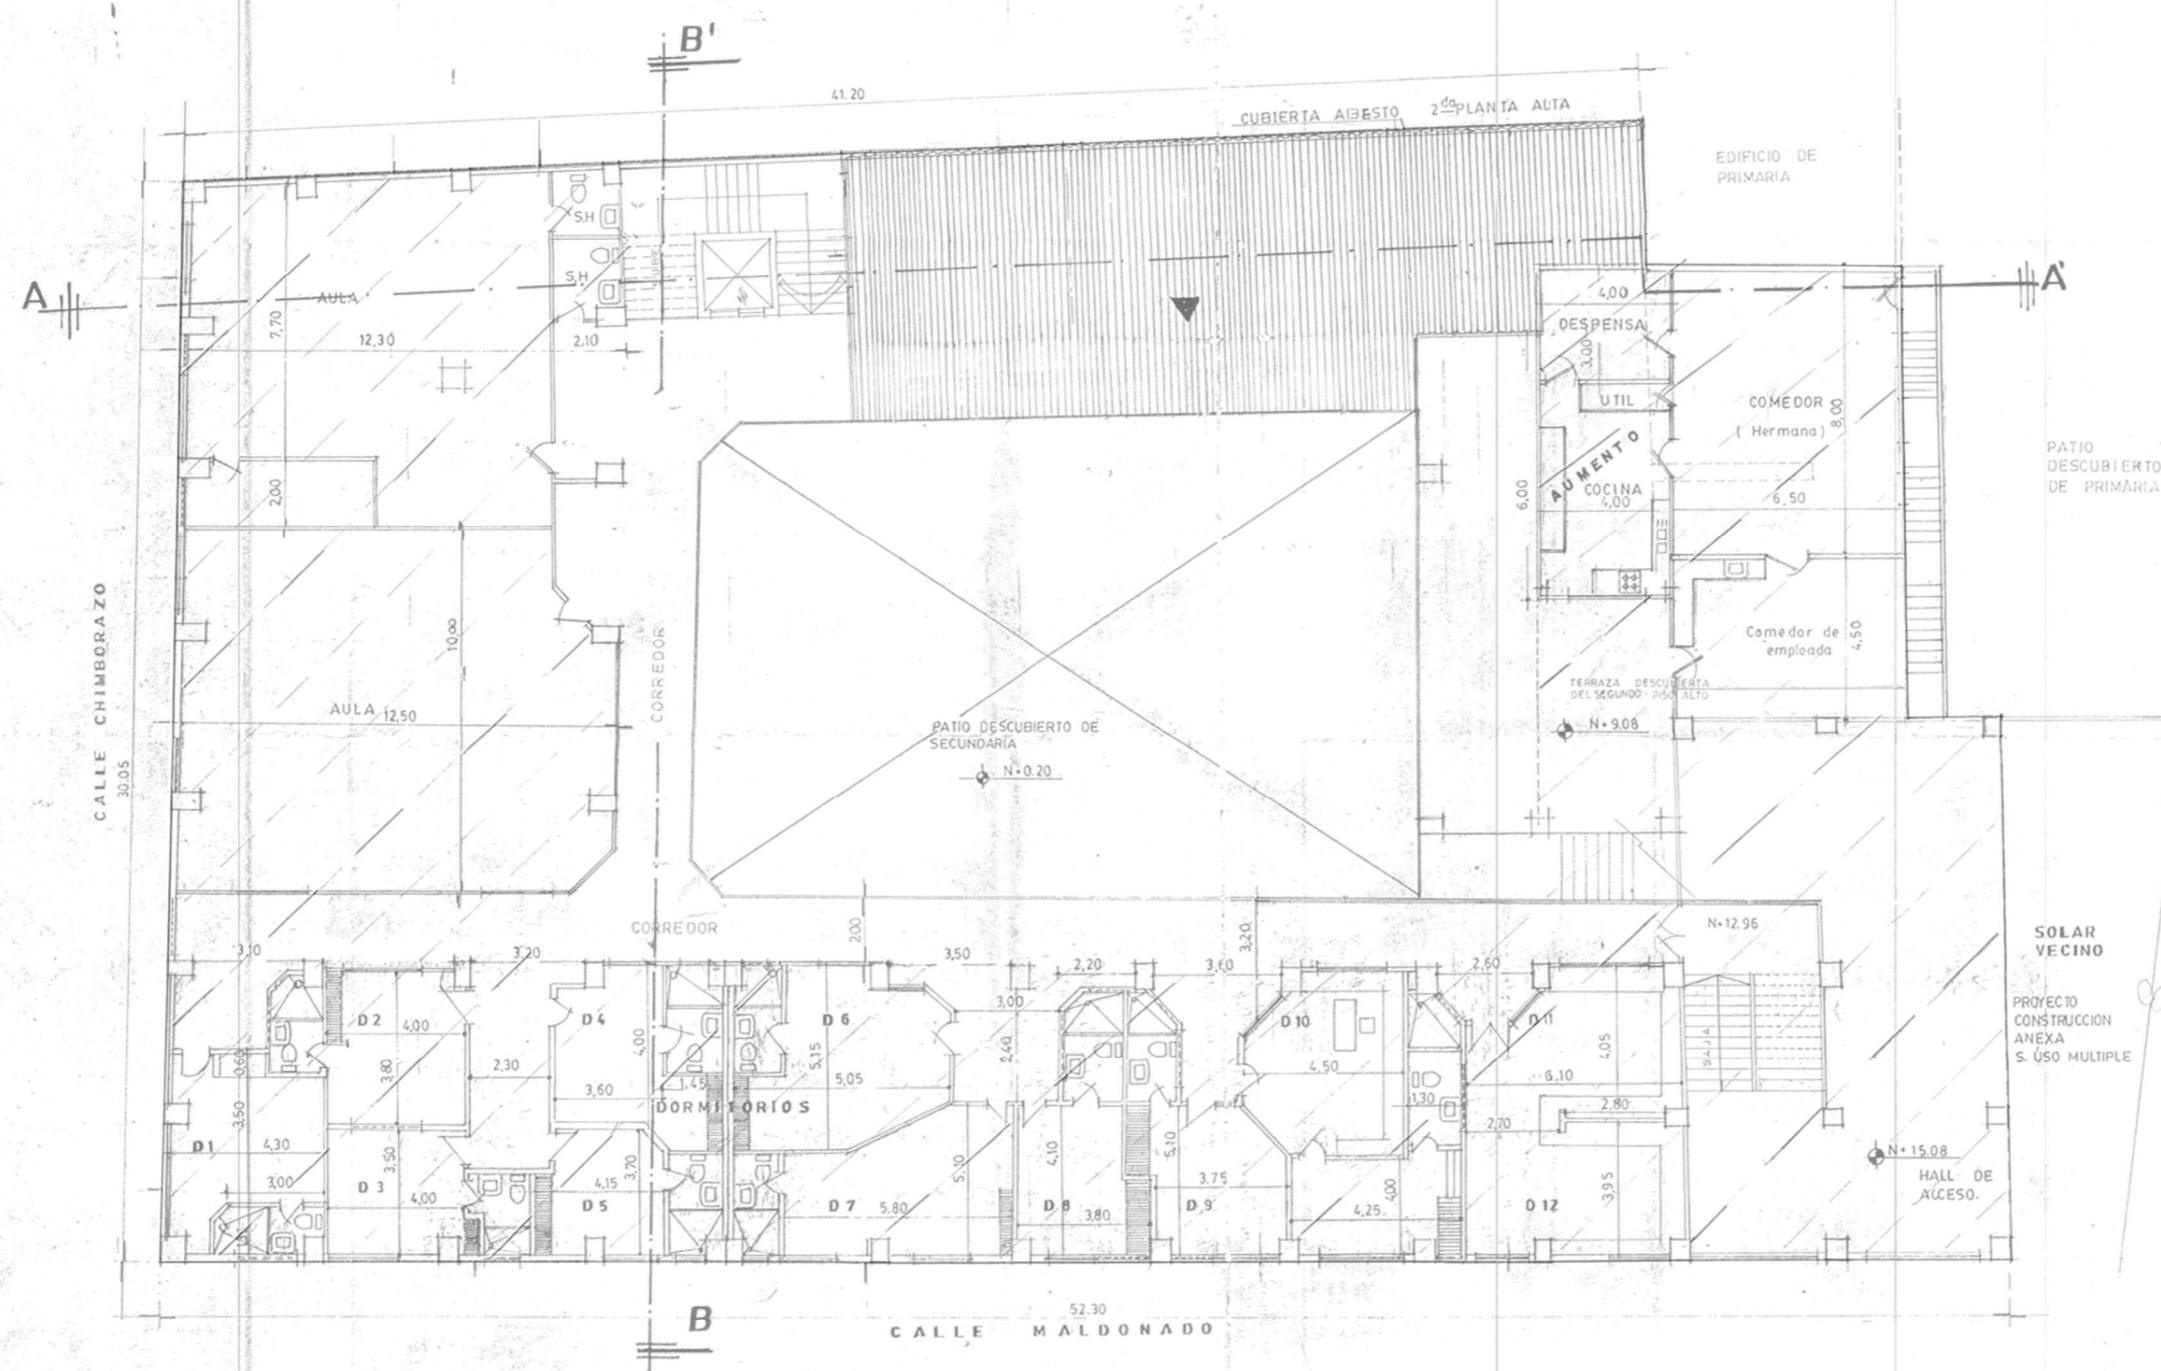 B'
41.20
CUBIERTA AlBESTO 2da PLANTA ALTA
EDIFICIO DE
PRIMARIA
S.H
S.H
SUBE
A
A'
AULA
7,70
12,30
2,10
4,00
DESPENSA
3,00
UTIL
COMEDOR
( Hermana)
8,00
AUMENTO
COCINA
4,00
6,00
6,50
PATIO
DESCUBIERTO
DE PRIMARIA
2,00
CALLE CHIMBORAZO
30.05
10,00
AULA
12,50
CORREDOR
Comedor de
empleada
4,50
TERRAZA DESCUBIERTA
DEL SEGUNDO - PISO ALTO
N+9.08
PATIO DESCUBIERTO DE
SECUNDARIA
N+0.20
CORREDOR
200
3,20
N+12.96
SOLAR
VECINO
3,10
3,20
3,50
2,20
3,60
2,60
3,00
PROYECTO
CONSTRUCCION
ANEXA
S. USO MULTIPLE
D2
4,00
D4
4,00
D6
D10
D11
0,60
3,80
2,30
3,60
1.45
5,15
5,05
2,40
4,50
1,30
4,05
6,10
BAJA
DORMITORIOS
2,80
2,70
3,50
D1
4,30
3,00
3,50
D 3
4,00
4,15
3,70
D 5
D 7
5,80
5,10
4,10
D 8
3,80
5,10
3.75
D 9
4,25
4,00
D 12
3,95
N+15.08
HALL DE
ACCESO.
B
52.30
CALLE MALDONADO